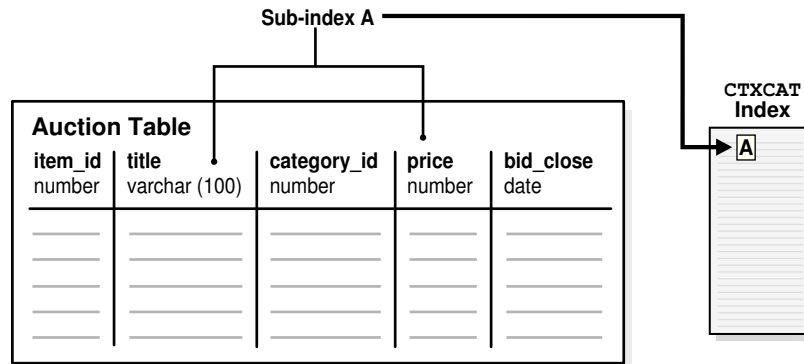 Sub-index A
CTXCAT
Index
A
Auction Table
item_id title category_id price bid_close
number varchar (100) number number date